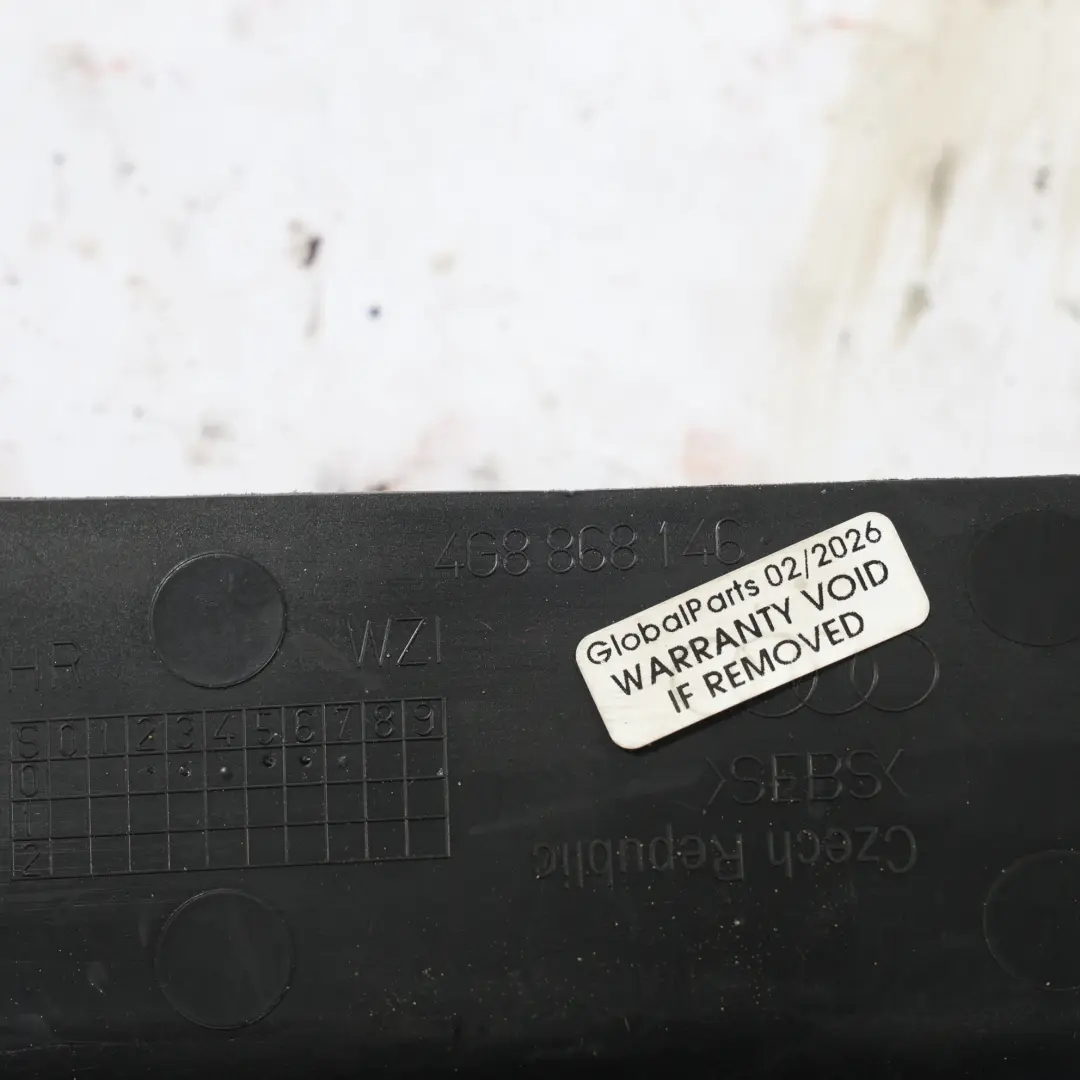 4G8 868 146
GlobalParts 02/2026
WARRANTY VOID
IF REMOVED
HR
WZ1
S 0 1 2 3 4 5 6 7 8 9
0
1
2
>SEBS<
Czech Republic